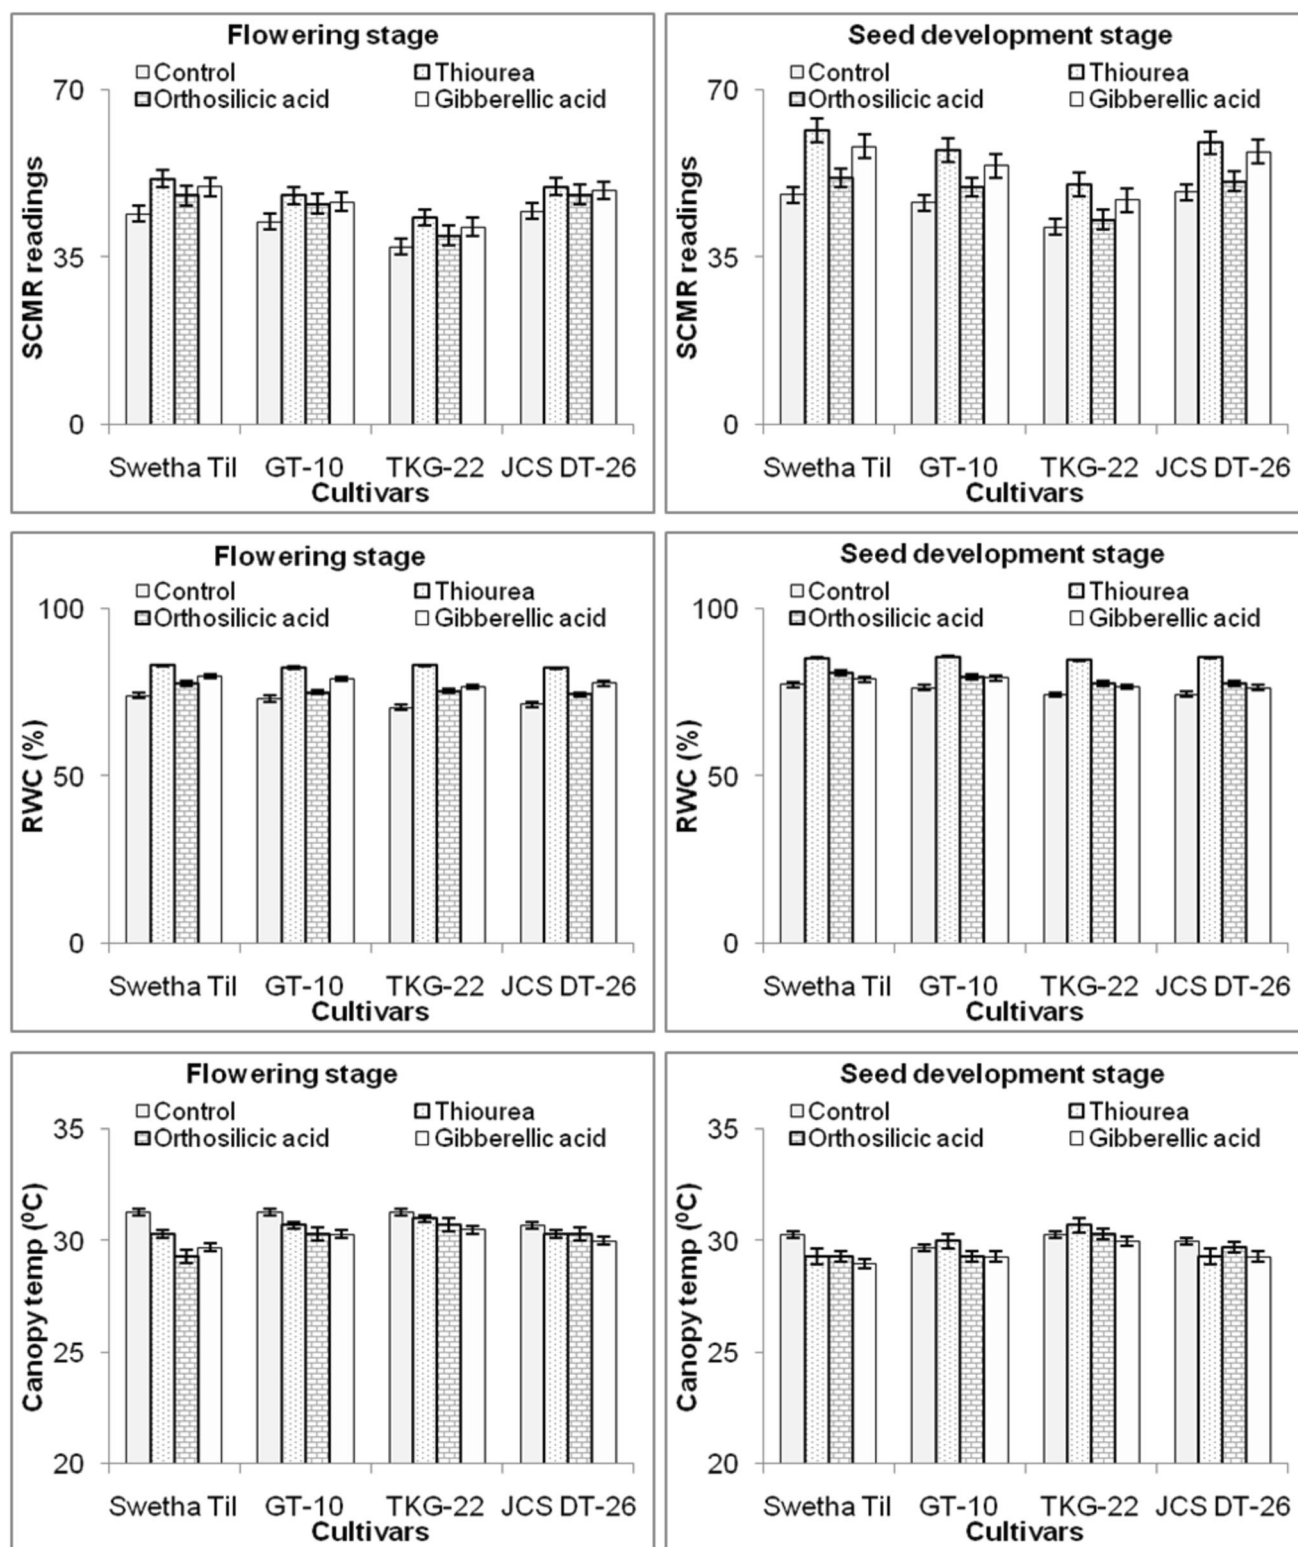 Flowering stage
Control
Thiourea
Orthosilicic acid
Gibberellic acid
70
35
0
SCMR readings
Swetha Til
GT-10
TKG-22
JCS DT-26
Cultivars
Seed development stage
Control
Thiourea
Orthosilicic acid
Gibberellic acid
70
35
0
SCMR readings
Swetha Til
GT-10
TKG-22
JCS DT-26
Cultivars
Flowering stage
Control
Thiourea
Orthosilicic acid
Gibberellic acid
100
50
0
RWC (%)
Swetha Til
GT-10
TKG-22
JCS DT-26
Cultivars
Seed development stage
Control
Thiourea
Orthosilicic acid
Gibberellic acid
100
50
0
RWC (%)
Swetha Til
GT-10
TKG-22
JCS DT-26
Cultivars
Flowering stage
Control
Thiourea
Orthosilicic acid
Gibberellic acid
35
30
25
20
Canopy temp (⁰C)
Swetha Til
GT-10
TKG-22
JCS DT-26
Cultivars
Seed development stage
Control
Thiourea
Orthosilicic acid
Gibberellic acid
35
30
25
20
Canopy temp (⁰C)
Swetha Til
GT-10
TKG-22
JCS DT-26
Cultivars